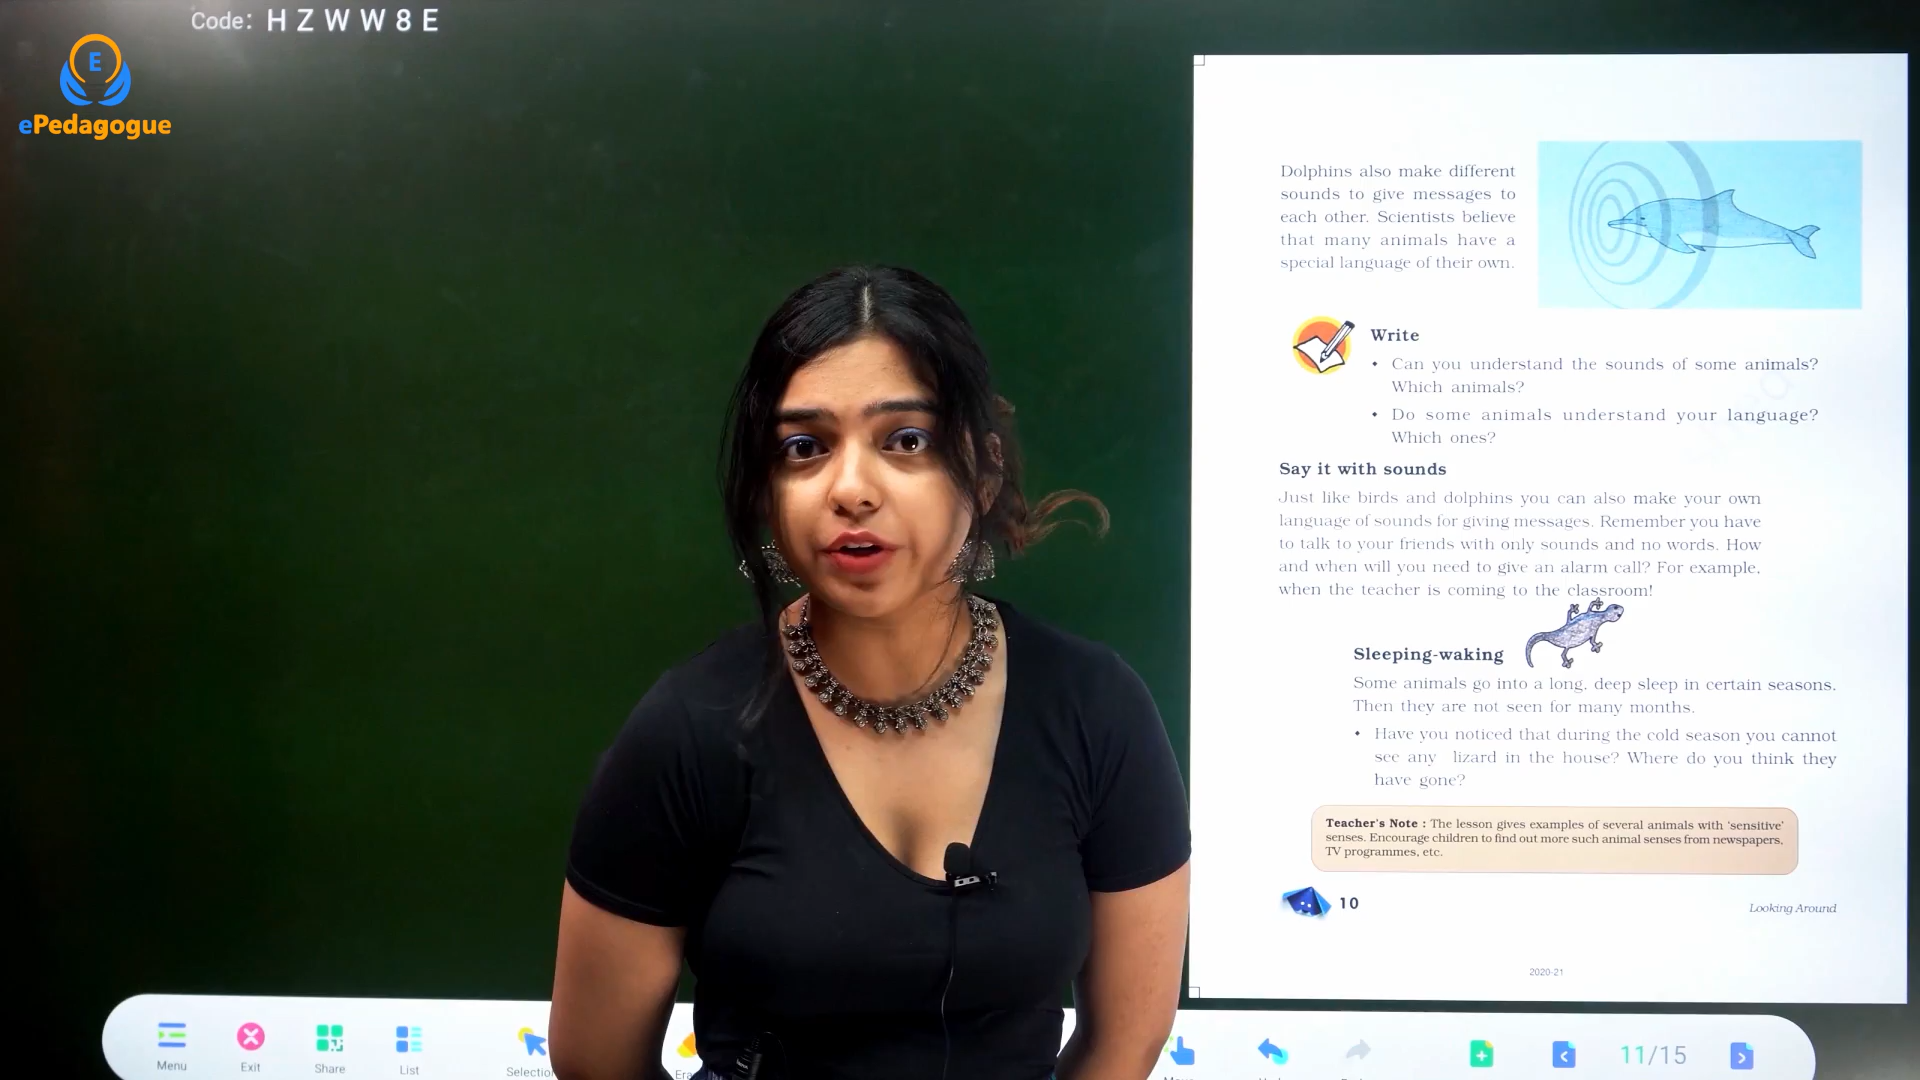 Code: H Z W W 8 E
E
ePedagogue
Dolphins also make different
sounds to give messages to
each other. Scientists believe
that many animals have a
special language of their own.
Write
• Can you understand the sounds of some animals?
Which animals?
• Do some animals understand your language?
Which ones?
Say it with sounds
Just like birds and dolphins you can also make your own
language of sounds for giving messages. Remember you have
to talk to your friends with only sounds and no words. How
and when will you need to give an alarm call? For example,
when the teacher is coming to the classroom!
Sleeping-waking
Some animals go into a long, deep sleep in certain seasons.
Then they are not seen for many months.
• Have you noticed that during the cold season you cannot
see any lizard in the house? Where do you think they
have gone?
Teacher's Note : The lesson gives examples of several animals with 'sensitive'
senses. Encourage children to find out more such animal senses from newspapers,
TV programmes, etc.
10
Looking Around
2020-21
Menu
Exit
Share
List
11/15